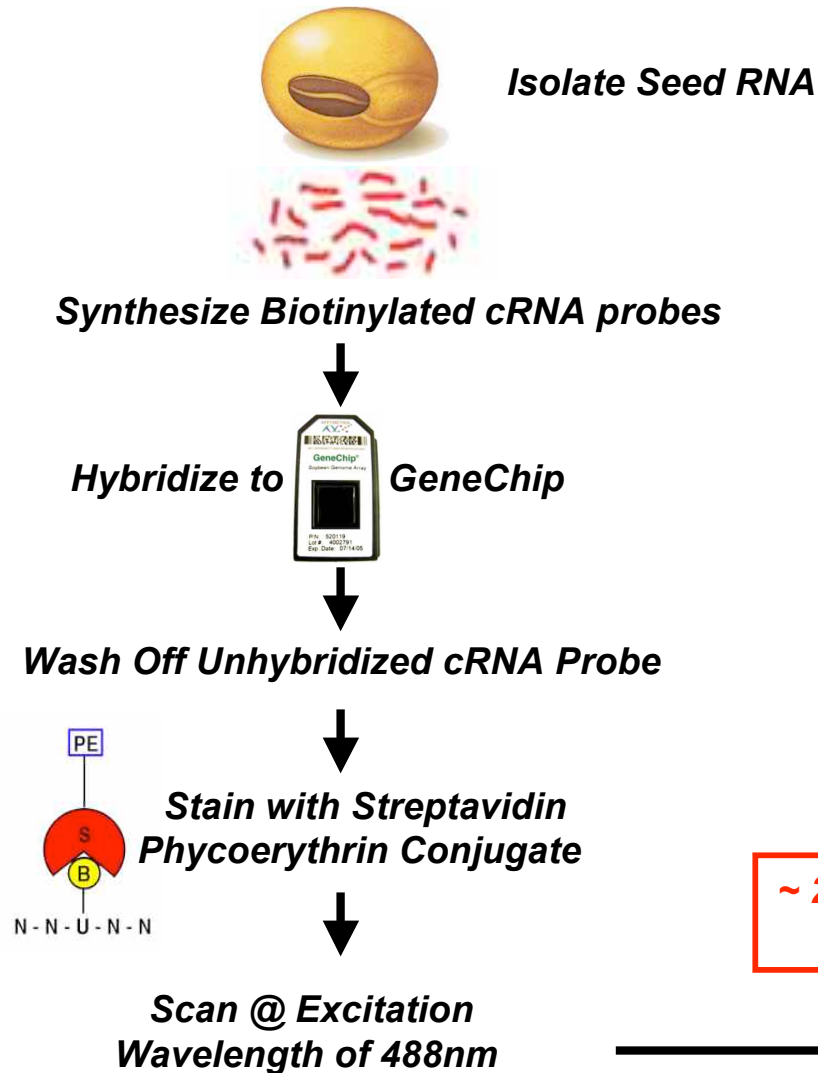 Isolate Seed RNA
Synthesize Biotinylated cRNA probes
Hybridize to GeneChip
GeneChip®
Soybean Genome Array
P/N: 520119
Lot #: 4002791
Exp. Date: 07/14/05
Wash Off Unhybridized cRNA Probe
PE
S
B
N - N - U - N - N
Stain with Streptavidin
Phycoerythrin Conjugate
~ 2
Scan @ Excitation
Wavelength of 488nm